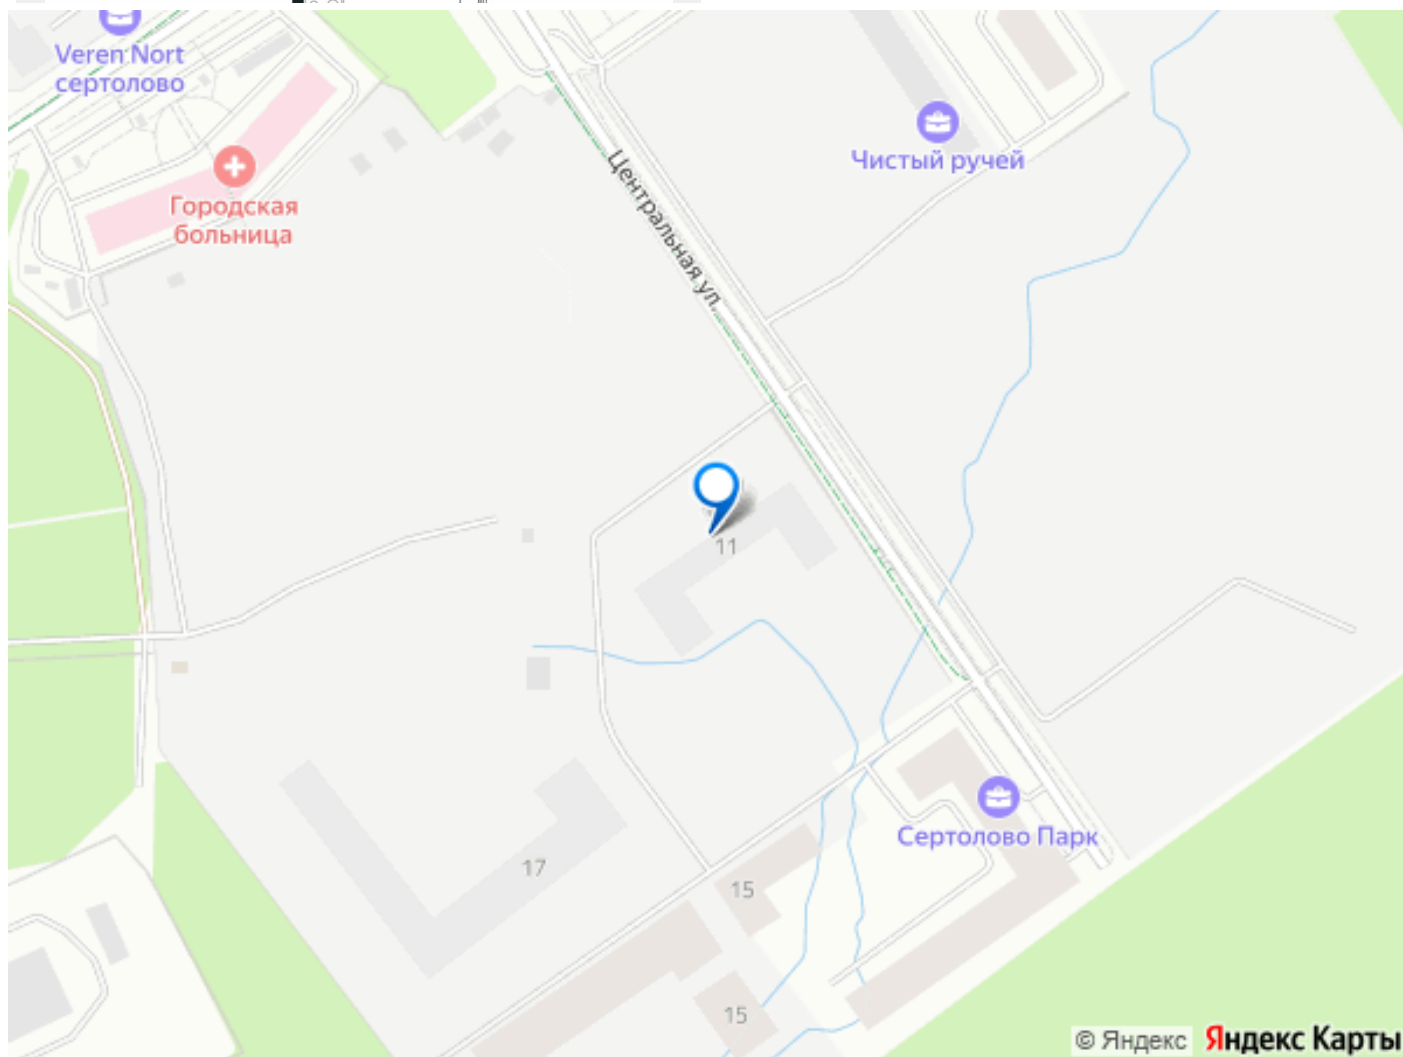 Veren Nort
сертолово
Городская
больница
Центральная ул.
Чистый ручей
11
Сертолово Парк
17
15
15
© Яндекс Яндекс Карты